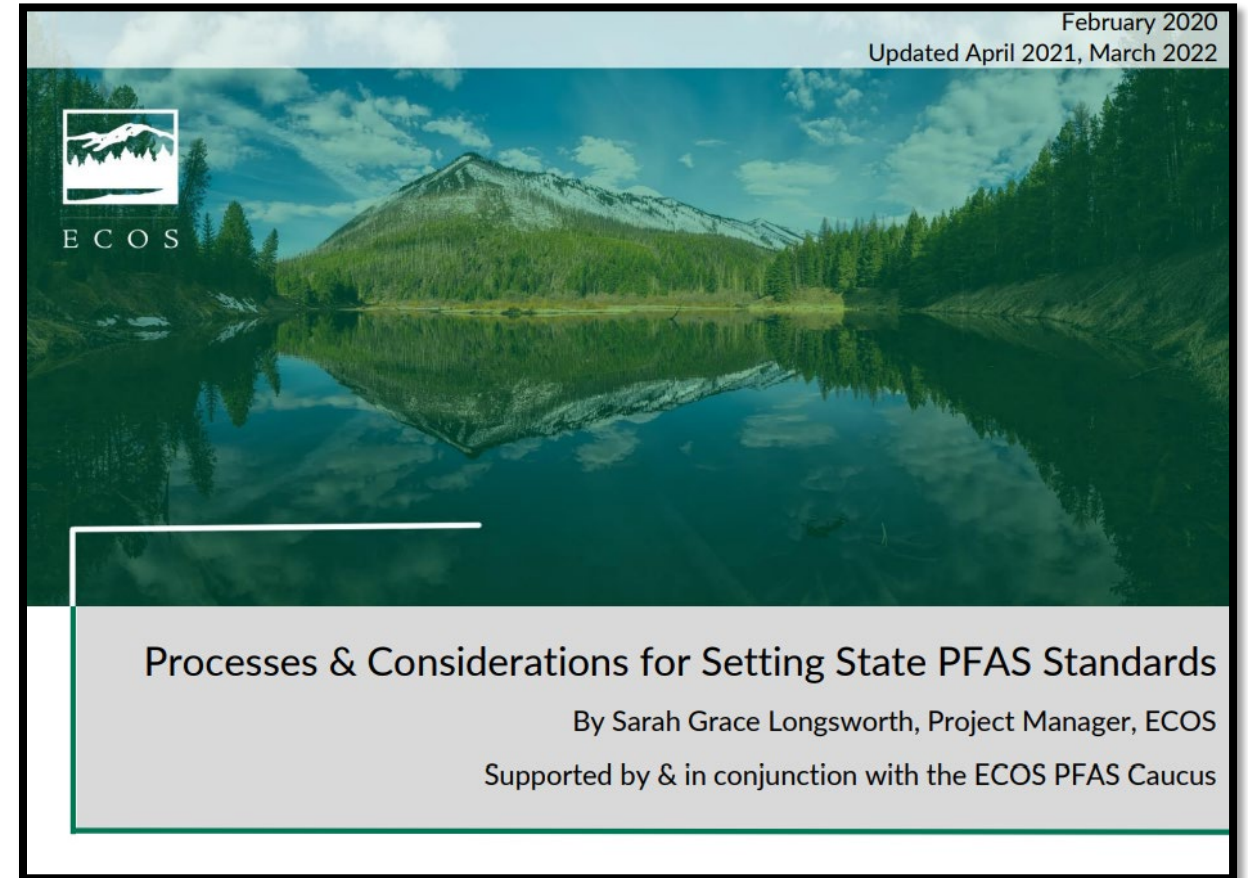 February 2020
Updated April 2021, March 2022
ECOS
Processes & Considerations for Setting State PFAS Standards
By Sarah Grace Longsworth, Project Manager, ECOS
Supported by & in conjunction with the ECOS PFAS Caucus